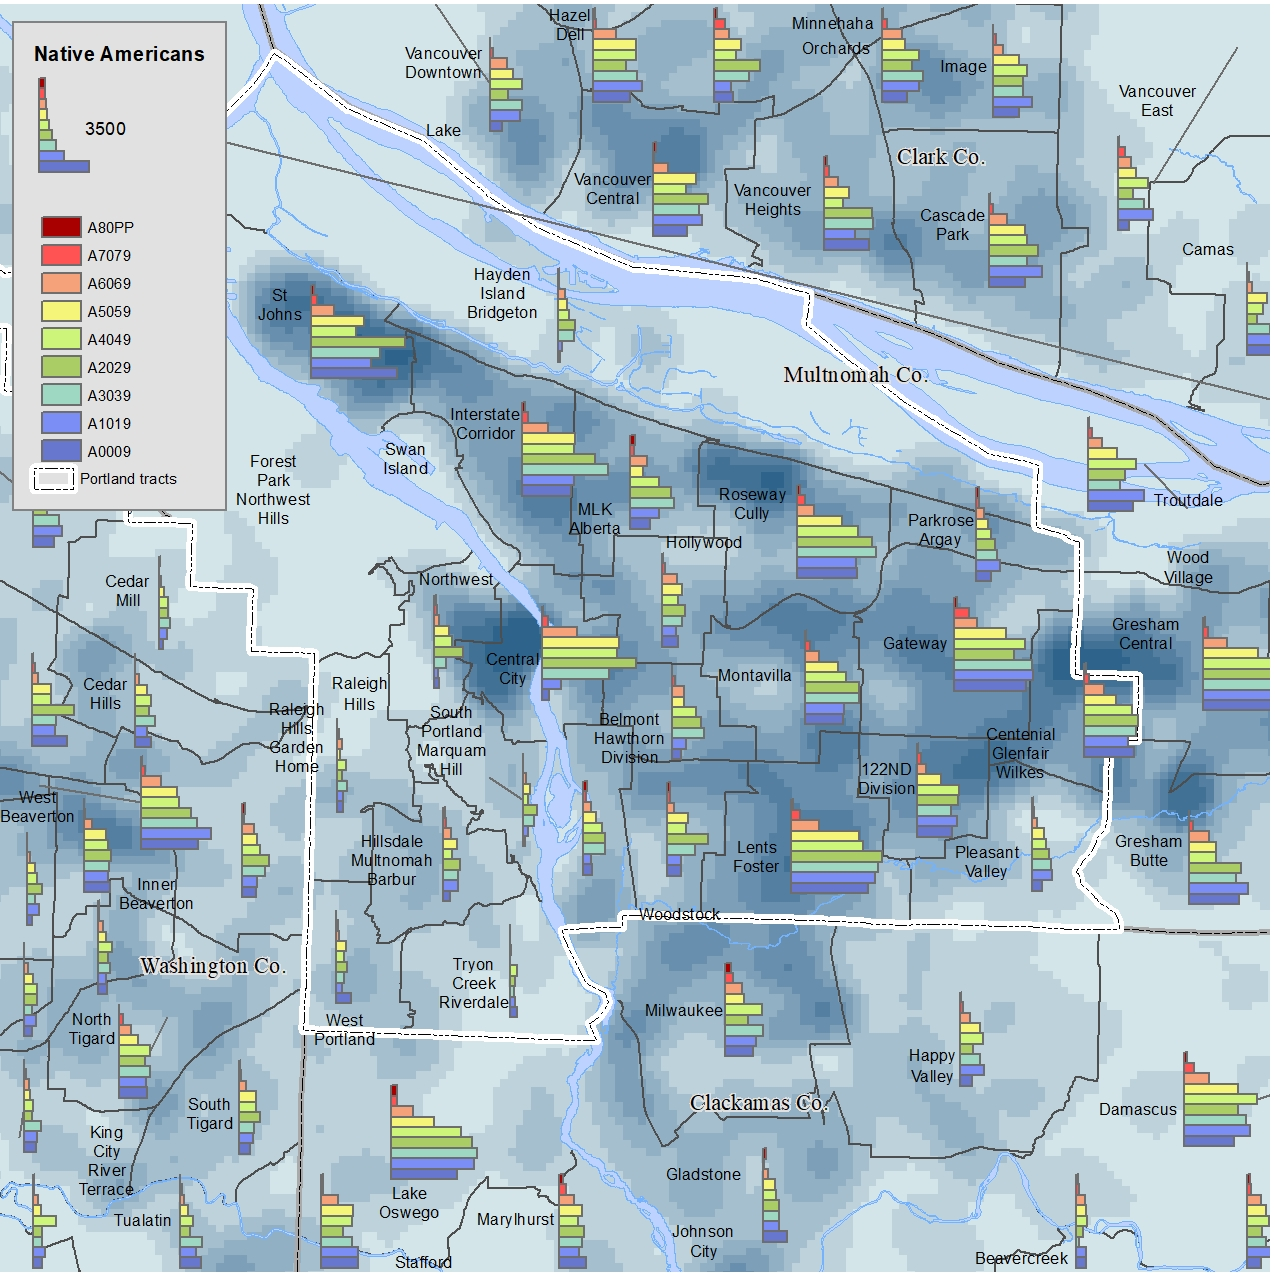 Native Americans
3500
A80PP
A7079
A6069
A5059
A4049
A2029
A3039
A1019
A0009
Portland tracts
Hazel
Dell
Minnehaha
Orchards
Vancouver
Downtown
Image
Vancouver
East
Lake
Clark Co.
Vancouver
Central
Vancouver
Heights
Cascade
Park
Camas
Hayden
Island
Bridgeton
St
Johns
Multnomah Co.
Interstate
Corridor
Swan
Island
Forest
Park
Northwest
Hills
MLK
Alberta
Roseway
Cully
Hollywood
Parkrose
Argay
Troutdale
Wood
Village
Cedar
Mill
Northwest
Central
City
Gateway
Gresham
Central
Cedar
Hills
Raleigh
Hills
Raleigh
Hills
Garden
Home
South
Portland
Marquam
Hill
Belmont
Hawthorn
Division
Montavilla
Centenial
Glenfair
Wilkes
122ND
Division
West
Beaverton
Inner
Beaverton
Hillsdale
Multnomah
Barbur
Lents
Foster
Pleasant
Valley
Gresham
Butte
Woodstock
Washington Co.
Tryon
Creek
Riverdale
West
Portland
Milwaukee
North
Tigard
Happy
Valley
South
Tigard
Clackamas Co.
Damascus
King
City
River
Terrace
Gladstone
Lake
Oswego
Tualatin
Marylhurst
Johnson
City
Stafford
Beavercreek